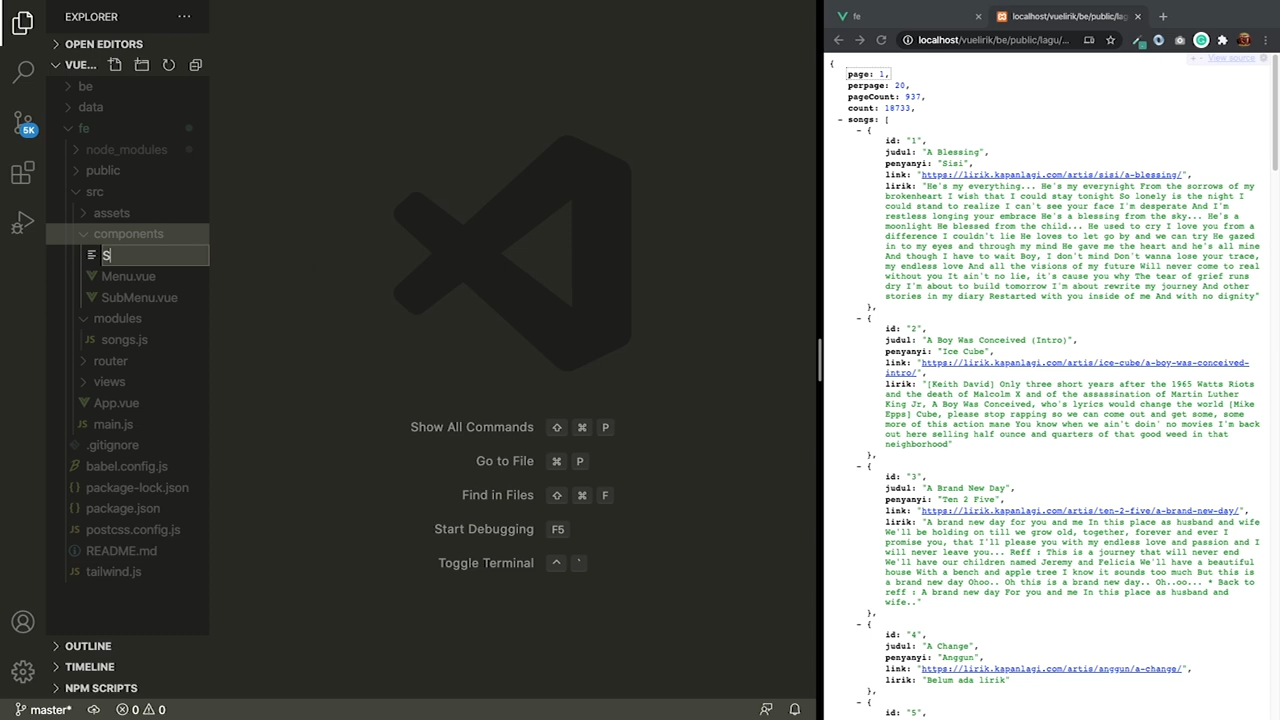 EXPLORER
OPEN EDITORS
VUE...
be
data
fe
node_modules
public
src
assets
components
S
Menu.vue
SubMenu.vue
modules
JS songs.js
router
views
App.vue
JS main.js
.gitignore
babel.config.js
{} package-lock.json
{} package.json
JS postcss.config.js
README.md
JS tailwind.js
OUTLINE
TIMELINE
NPM SCRIPTS
5K
master*
0 0
Show All Commands ⇧ ⌘ P
Go to File ⌘ P
Find in Files ⇧ ⌘ F
Start Debugging F5
Toggle Terminal ^ `
fe
localhost/vuelirik/be/public/lag
localhost/vuelirik/be/public/lagu/...
View source
{
page: 1,
perpage: 20,
pageCount: 937,
count: 18733,
- songs: [
- {
id: "1",
judul: "A Blessing",
penyanyi: "Sisi",
link: "https://lirik.kapanlagi.com/artis/sisi/a-blessing/",
lirik: "He's my everything... He's my everynight From the sorrows of my
brokenheart I wish that I could stay tonight So lonely is the night I
could stand to realize I can't see your face I'm desperate And I'm
restless longing your embrace He's a blessing from the sky... He's a
moonlight He blessed from the child... He used to cry I love you from a
difference I couldn't lie He loves to let go by and we can try He gazed
in to my eyes and through my mind He gave me the heart and he's all mine
And though I have to wait Boy, I don't mind Don't wanna lose your trace,
my endless love And all the visions of my future Will never come to real
without you It ain't no lie, it's cause you why The tear of grief runs
dry I'm about to build tomorrow I'm about rewrite my journey And other
stories in my diary Restarted with you inside of me And with no dignity"
},
- {
id: "2",
judul: "A Boy Was Conceived (Intro)",
penyanyi: "Ice Cube",
link: "https://lirik.kapanlagi.com/artis/ice-cube/a-boy-was-conceived-
intro/",
lirik: "[Keith David] Only three short years after the 1965 Watts Riots
and the death of Malcolm X and of the assassination of Martin Luther
King Jr, A Boy Was Conceived, who's lyrics would change the world [Mike
Epps] Cube, please stop rapping so we can come out and get some, some
more of this action mane You know when we ain't doin' no movies I'm back
out here selling half ounce and quarters of that good weed in that
neighborhood"
},
- {
id: "3",
judul: "A Brand New Day",
penyanyi: "Ten 2 Five",
link: "https://lirik.kapanlagi.com/artis/ten-2-five/a-brand-new-day/",
lirik: "A brand new day for you and me In this place as husband and wife
We'll be holding on till we grow old, together, forever and ever I
promise you, that I'll please you with my endless love and passion and I
will never leave you... Reff : This is a journey that will never end
We'll have our children named Jeremy and Felicia We'll have a beautiful
house With a bench and apple tree I know it sounds too much But this is
a brand new day Ohoo.. Oh this is a brand new day.. Oh..oo... * Back to
reff : A brand new day For you and me In this place as husband and
wife.."
},
- {
id: "4",
judul: "A Change",
penyanyi: "Anggun",
link: "https://lirik.kapanlagi.com/artis/anggun/a-change/",
lirik: "Belum ada lirik"
},
- {
id: "5",